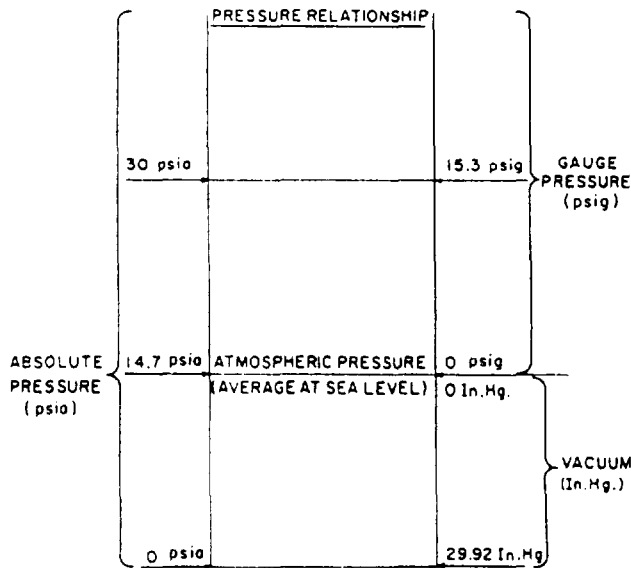 PRESSURE RELATIONSHIP
30 psia
15.3 psig
GAUGE
PRESSURE
(psig)
ABSOLUTE
PRESSURE
(psia)
14.7 psia
ATMOSPHERIC PRESSURE
(AVERAGE AT SEA LEVEL)
0 psig
0 In.Hg.
VACUUM
(In.Hg.)
0 psia
29.92 In.Hg